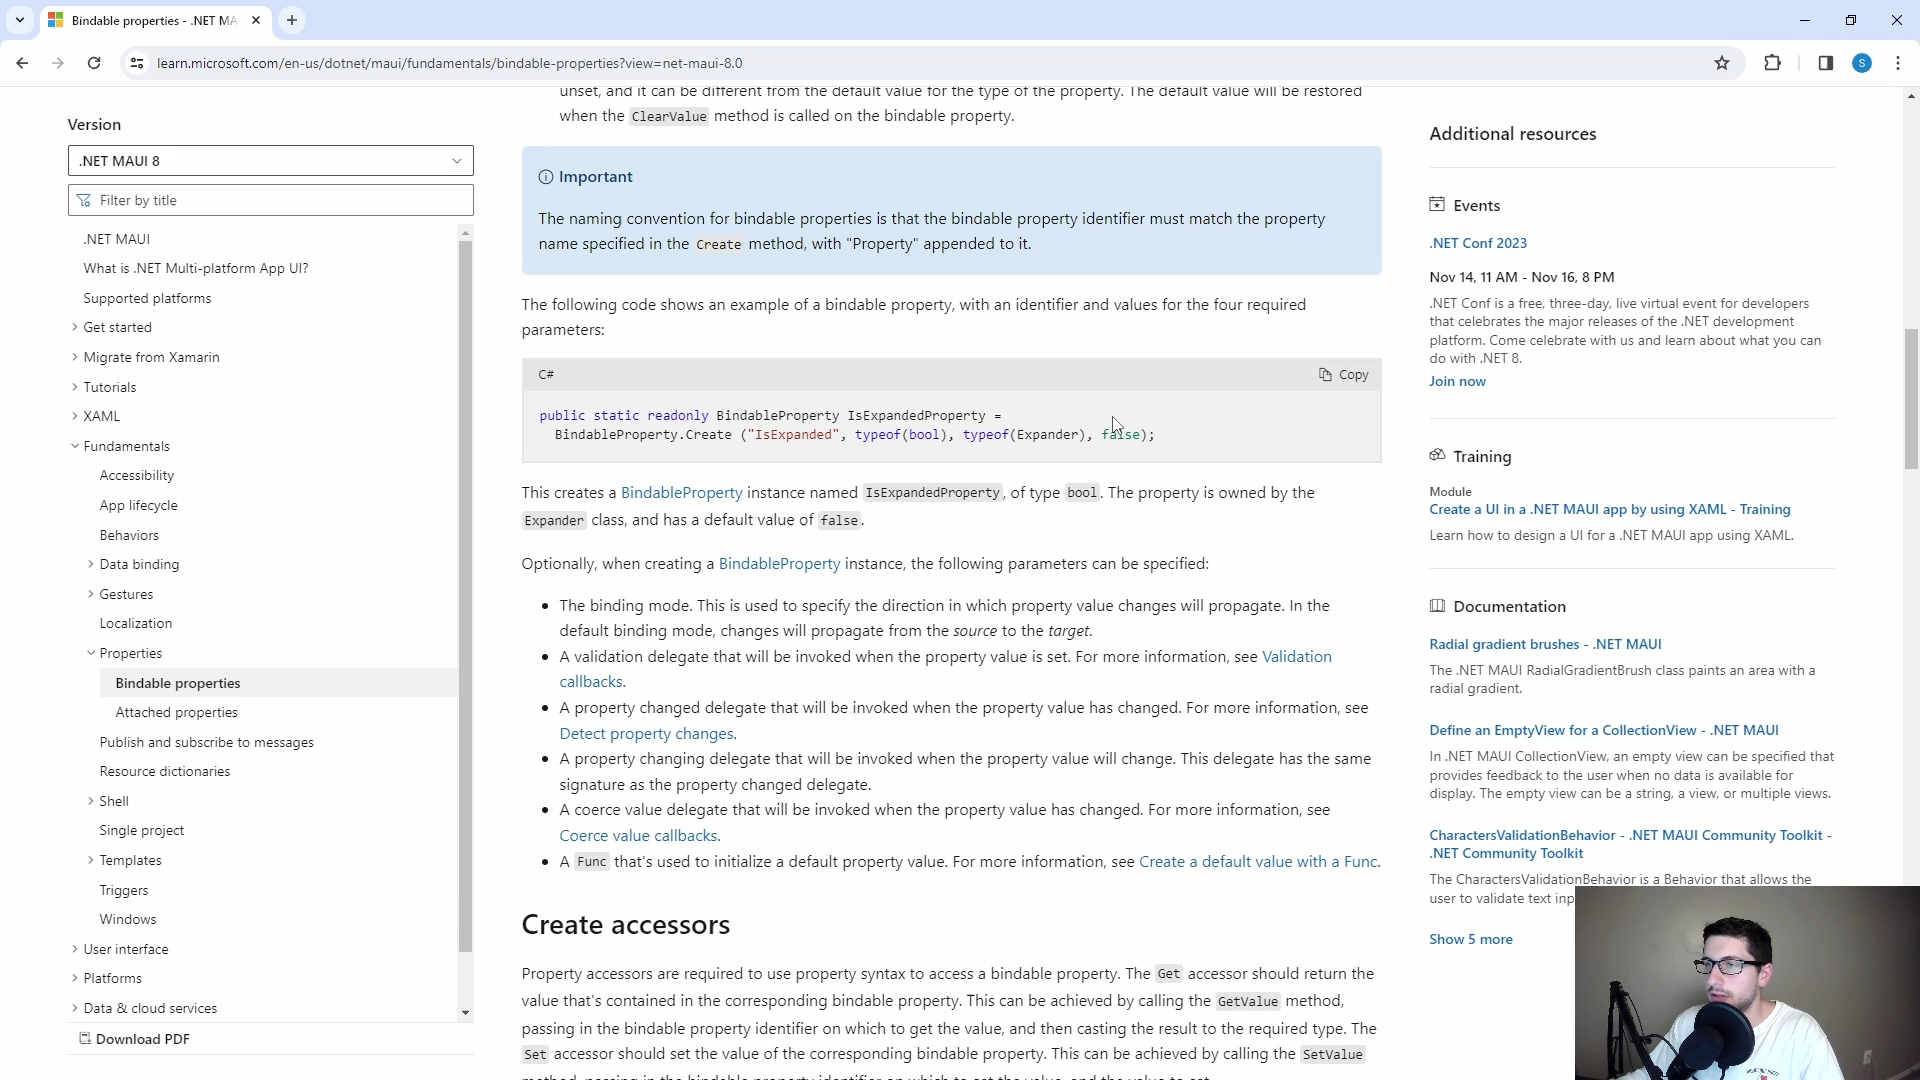 Bindable properties - .NET MA
learn.microsoft.com/en-us/dotnet/maui/fundamentals/bindable-properties?view=net-maui-8.0
S
Version
.NET MAUI 8
Filter by title
.NET MAUI
What is .NET Multi-platform App UI?
Supported platforms
Get started
Migrate from Xamarin
Tutorials
XAML
Fundamentals
Accessibility
App lifecycle
Behaviors
Data binding
Gestures
Localization
Properties
Bindable properties
Attached properties
Publish and subscribe to messages
Resource dictionaries
Shell
Single project
Templates
Triggers
Windows
User interface
Platforms
Data & cloud services
Download PDF
unset, and it can be different from the default value for the type of the property. The default value will be restored
when the ClearValue method is called on the bindable property.
Important
The naming convention for bindable properties is that the bindable property identifier must match the property
name specified in the Create method, with "Property" appended to it.
The following code shows an example of a bindable property, with an identifier and values for the four required
parameters:
C#
Copy
public static readonly BindableProperty IsExpandedProperty =
BindableProperty.Create ("IsExpanded", typeof(bool), typeof(Expander), false);
This creates a BindableProperty instance named IsExpandedProperty, of type bool. The property is owned by the
Expander class, and has a default value of false.
Optionally, when creating a BindableProperty instance, the following parameters can be specified:
• The binding mode. This is used to specify the direction in which property value changes will propagate. In the
default binding mode, changes will propagate from the source to the target.
• A validation delegate that will be invoked when the property value is set. For more information, see Validation
callbacks.
• A property changed delegate that will be invoked when the property value has changed. For more information, see
Detect property changes.
• A property changing delegate that will be invoked when the property value will change. This delegate has the same
signature as the property changed delegate.
• A coerce value delegate that will be invoked when the property value has changed. For more information, see
Coerce value callbacks.
• A Func that's used to initialize a default property value. For more information, see Create a default value with a Func.
Create accessors
Property accessors are required to use property syntax to access a bindable property. The Get accessor should return the
value that's contained in the corresponding bindable property. This can be achieved by calling the GetValue method,
passing in the bindable property identifier on which to get the value, and then casting the result to the required type. The
Set accessor should set the value of the corresponding bindable property. This can be achieved by calling the SetValue
method, passing in the bindable property identifier on which to set the value, and the value to set.
Additional resources
Events
.NET Conf 2023
Nov 14, 11 AM - Nov 16, 8 PM
.NET Conf is a free, three-day, live virtual event for developers
that celebrates the major releases of the .NET development
platform. Come celebrate with us and learn about what you can
do with .NET 8.
Join now
Training
Module
Create a UI in a .NET MAUI app by using XAML - Training
Learn how to design a UI for a .NET MAUI app using XAML.
Documentation
Radial gradient brushes - .NET MAUI
The .NET MAUI RadialGradientBrush class paints an area with a
radial gradient.
Define an EmptyView for a CollectionView - .NET MAUI
In .NET MAUI CollectionView, an empty view can be specified that
provides feedback to the user when no data is available for
display. The empty view can be a string, a view, or multiple views.
CharactersValidationBehavior - .NET MAUI Community Toolkit -
.NET Community Toolkit
The CharactersValidationBehavior is a Behavior that allows the
user to validate text inp
Show 5 more